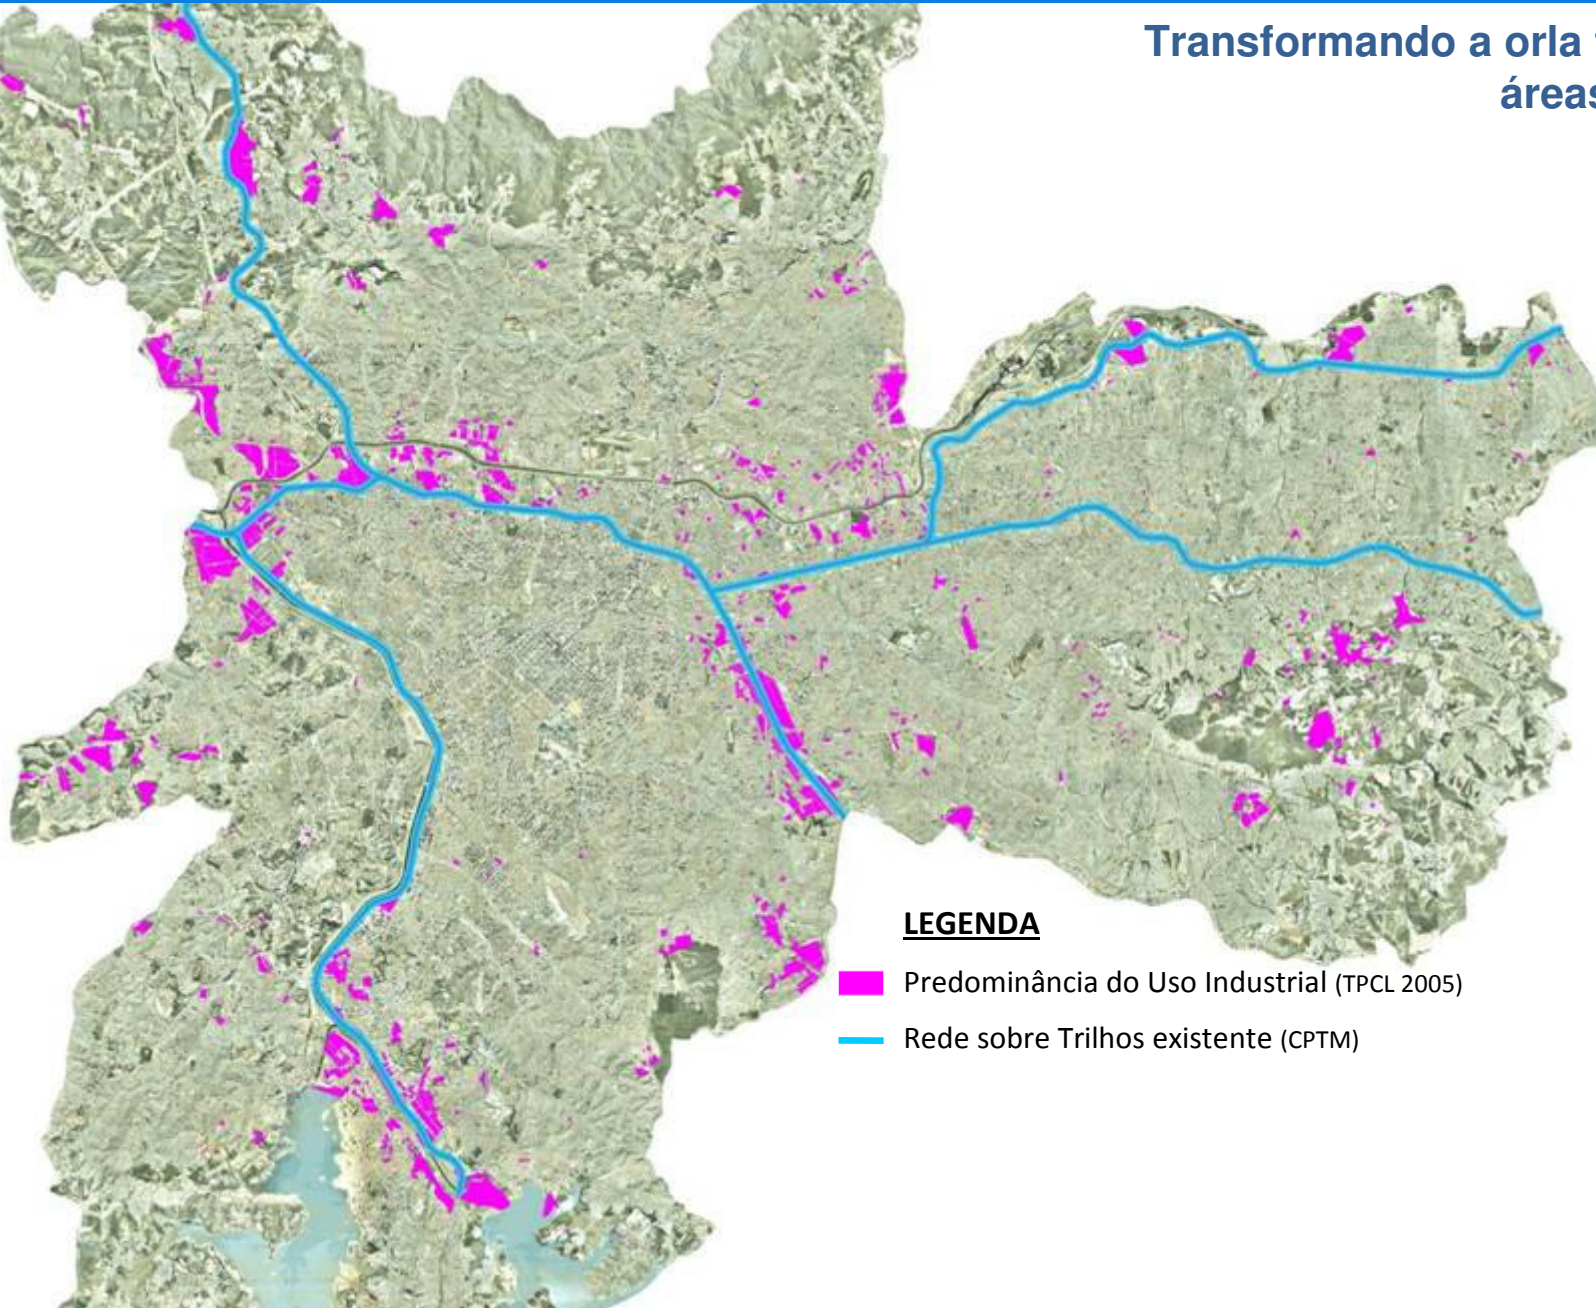 Transformando a orla
áreas
LEGENDA
Predominância do Uso Industrial (TPCL 2005)
Rede sobre Trilhos existente (CPTM)